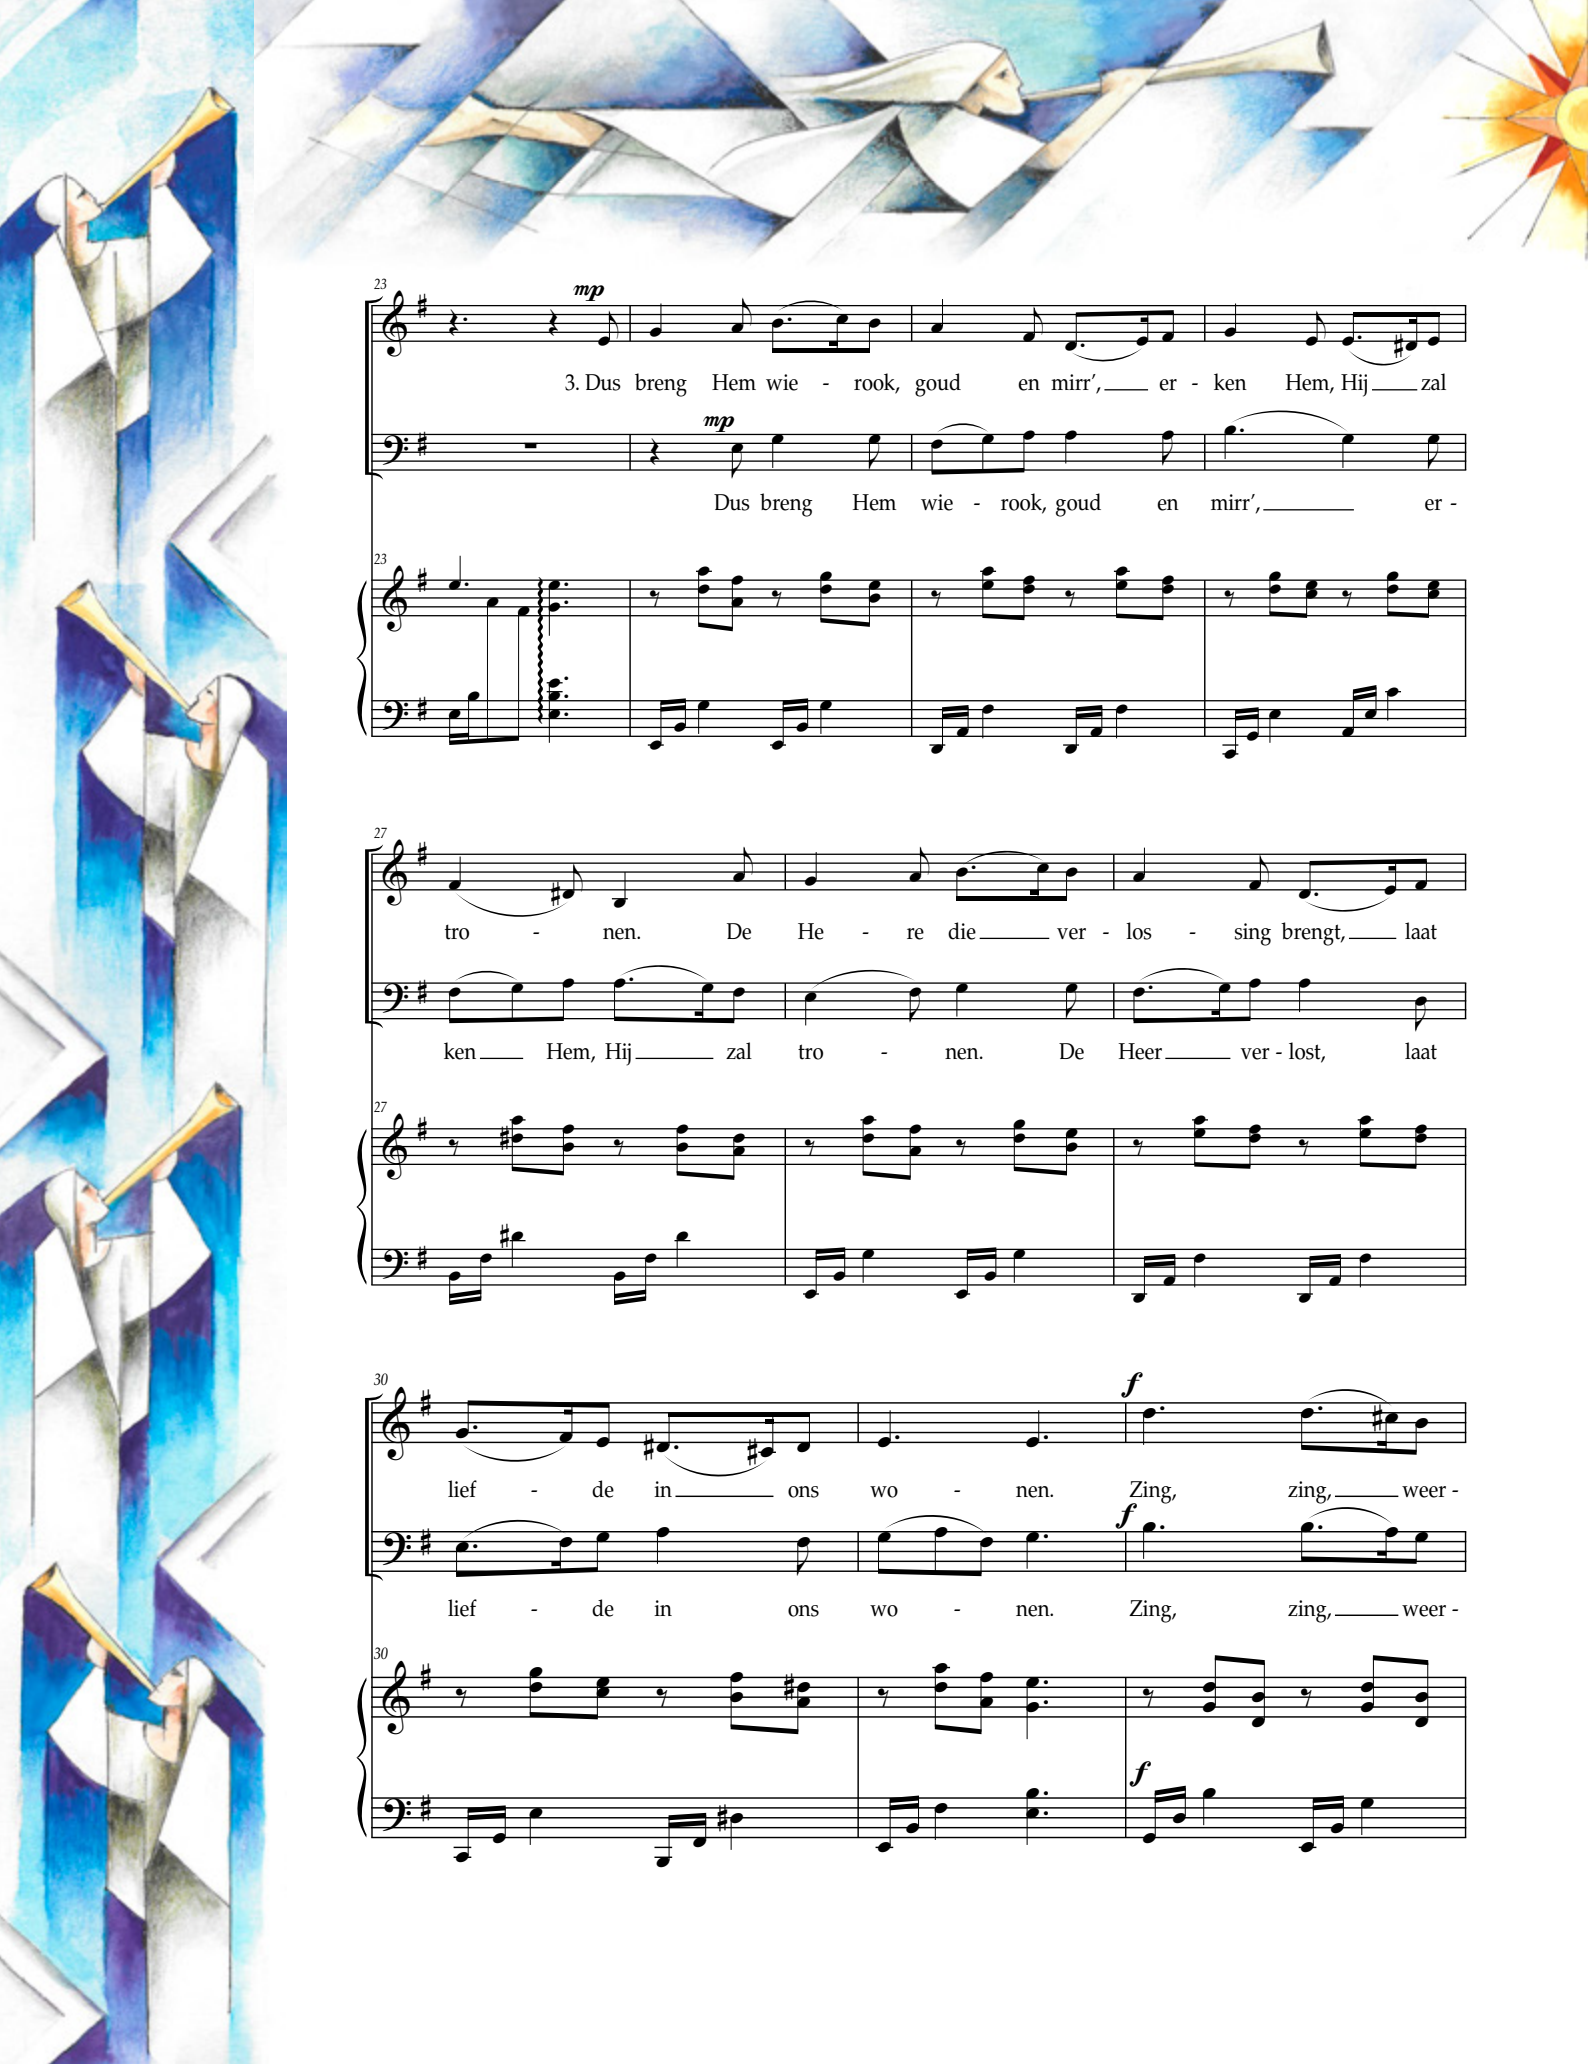 23
mp
3. Dus breng Hem wie - rook, goud en mirr’, er - ken Hem, Hij zal
mp
Dus breng Hem wie - rook, goud en mirr’, er -
23
27
tro - nen. De He - re die ver - los - sing brengt, laat
ken Hem, Hij zal tro - nen. De Heer ver - lost, laat
27
30
f
lief - de in ons wo - nen. Zing, zing, weer -
f
lief - de in ons wo - nen. Zing, zing, weer -
30
f